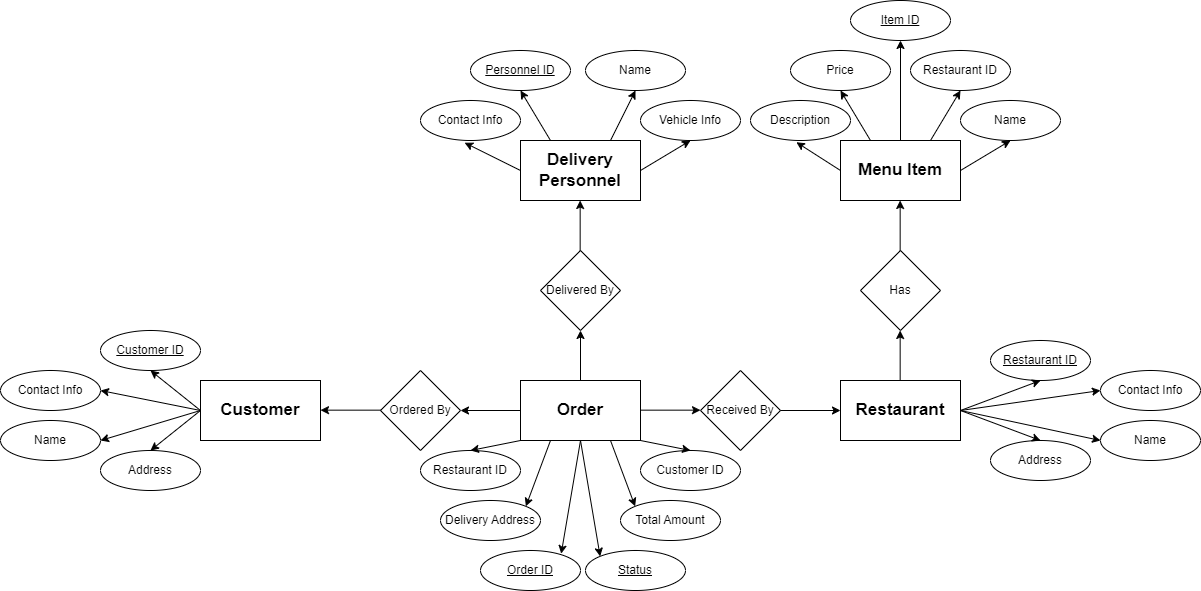 Item ID
Personnel ID
Name
Price
Restaurant ID
Contact Info
Vehicle Info
Description
Name
Delivery
Personnel
Menu Item
Delivered By
Has
Customer ID
Contact Info
Name
Address
Customer
Ordered By
Order
Received By
Restaurant
Restaurant ID
Contact Info
Name
Address
Restaurant ID
Customer ID
Delivery Address
Total Amount
Order ID
Status